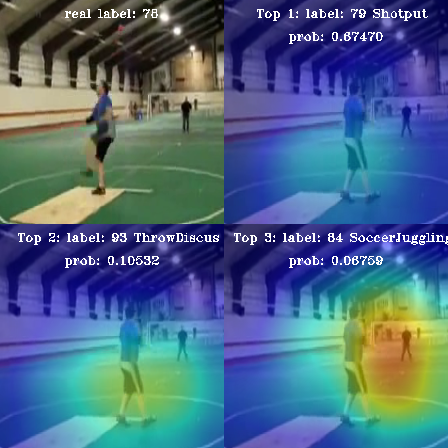 real label: 78
Top 1: label: 79 Shotput
prob: 0.67470
Top 2: label: 93 ThrowDiscus
prob: 0.10532
Top 3: label: 84 SoccerJuggling
prob: 0.06759